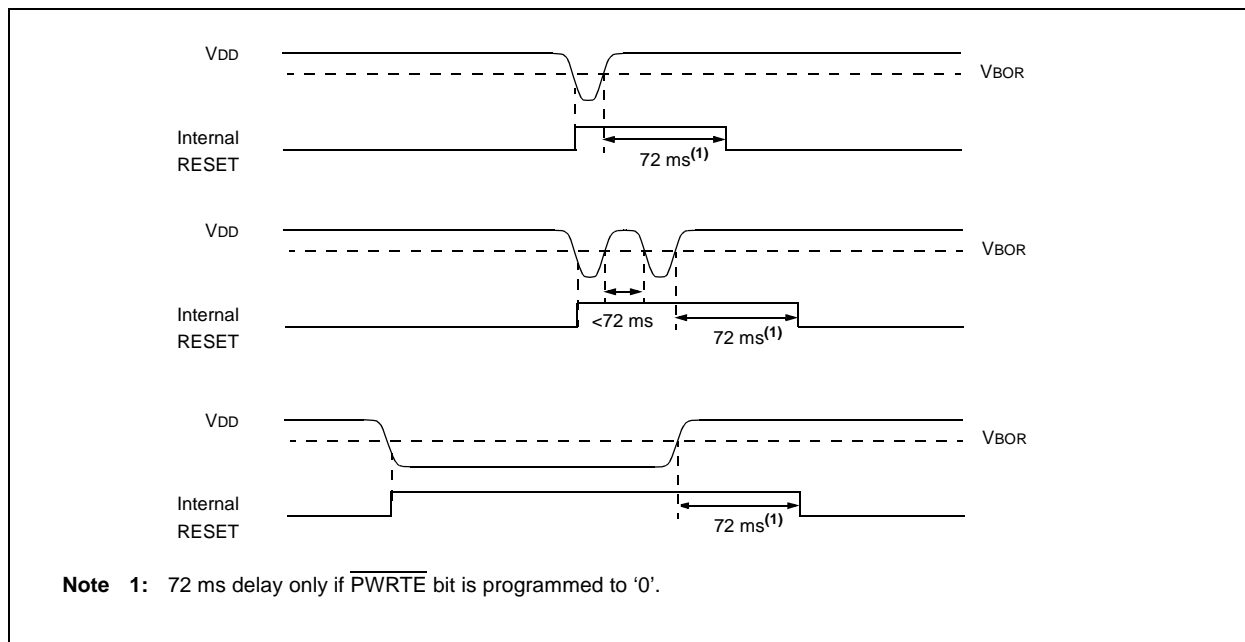 VDD
VBOR
Internal
RESET
72 ms(1)
VDD
VBOR
Internal
RESET
<72 ms
72 ms(1)
VDD
VBOR
Internal
RESET
72 ms(1)
Note 1: 72 ms delay only if PWRTE bit is programmed to ‘0’.